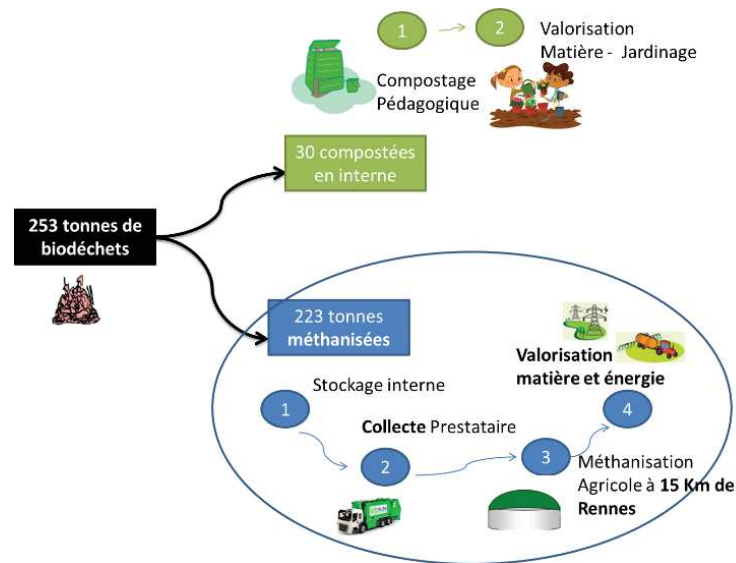 1
2
Valorisation
Matière - Jardinage
Compostage
Pédagogique
30 compostées
en interne
253 tonnes de
biodéchets
223 tonnes
méthanisées
Valorisation
matière et énergie
Stockage interne
1
4
Collecte Prestataire
2
3
Méthanisation
Agricole à 15 Km de
Rennes